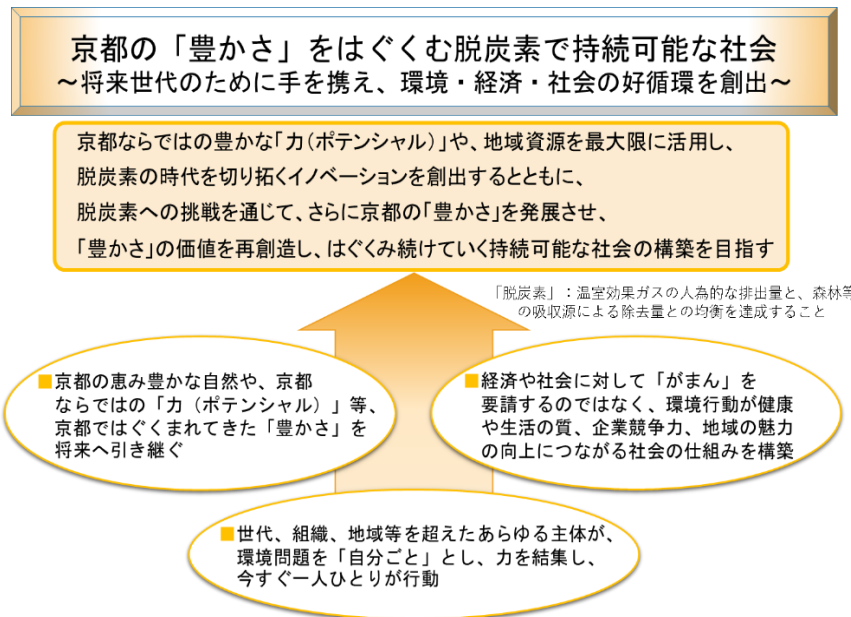 京都の「豊かさ」をはぐくむ脱炭素で持続可能な社会
～将来世代のために手を携え、環境・経済・社会の好循環を創出～
京都ならではの豊かな「力（ポテンシャル）」や、地域資源を最大限に活用し、
脱炭素の時代を切り拓くイノベーションを創出するとともに、
脱炭素への挑戦を通じて、さらに京都の「豊かさ」を発展させ、
「豊かさ」の価値を再創造し、はぐくみ続けていく持続可能な社会の構築を目指す
「脱炭素」：温室効果ガスの人為的な排出量と、森林等
の吸収源による除去量との均衡を達成すること
■京都の恵み豊かな自然や、京都
ならではの「力（ポテンシャル）」等、
京都ではぐくまれてきた「豊かさ」を
将来へ引き継ぐ
■経済や社会に対して「がまん」を
要請するのではなく、環境行動が健康
や生活の質、企業競争力、地域の魅力
の向上につながる社会の仕組みを構築
■世代、組織、地域等を超えたあらゆる主体が、
環境問題を「自分ごと」とし、力を結集し、
今すぐ一人ひとりが行動